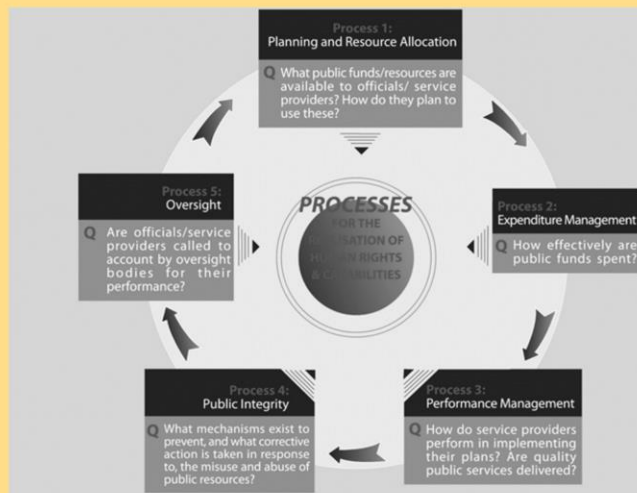 Process 1:
Planning and Resource Allocation
Q What public funds/resources are
available to officials/ service
providers? How do they plan to
use these?
Process 2:
Expenditure Management
Q How effectively are
public funds spent?
Process 3:
Performance Management
Q How do service providers
perform in implementing
their plans? Are quality
public services delivered?
Process 4:
Public Integrity
Q What mechanisms exist to
prevent, and what corrective
action is taken in response
to, the misuse and abuse of
public resources?
Process 5:
Oversight
Q Are officials/service
providers called to
account by oversight
bodies for their
performance?
PROCESSES
FOR THE
REALISATION OF
HUMAN RIGHTS
& CAPABILITIES